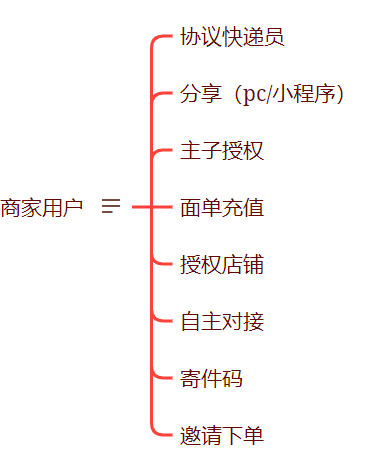 商家用户
协议快递员
分享（pc/小程序）
主子授权
面单充值
授权店铺
自主对接
寄件码
邀请下单